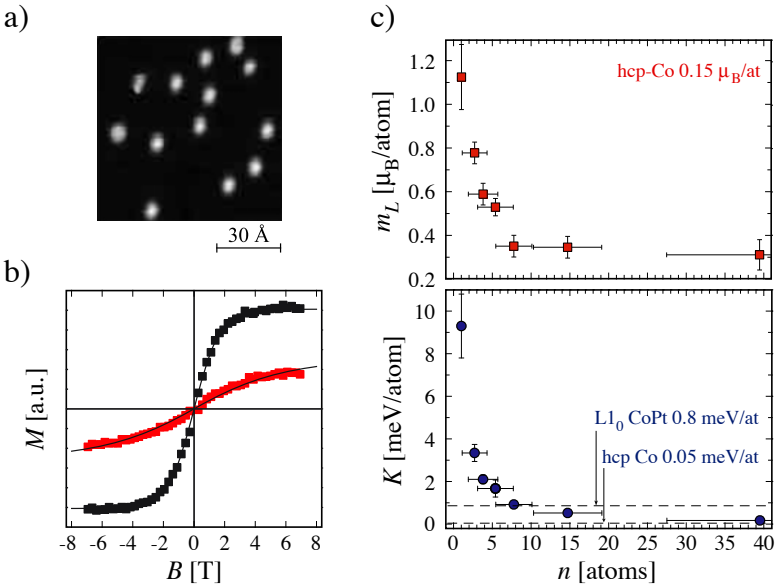 a)
30 Å
b)
M [a.u.]
-8 -6 -4 -2 0 2 4 6 8
B [T]
c)
1.2
1.0
0.8
0.6
0.4
0.2
m_L [μ_B/atom]
hcp-Co 0.15 μ_B/at
10
8
6
4
2
0
K [meV/atom]
L1₀ CoPt 0.8 meV/at
hcp Co 0.05 meV/at
0 5 10 15 20 25 30 35 40
n [atoms]